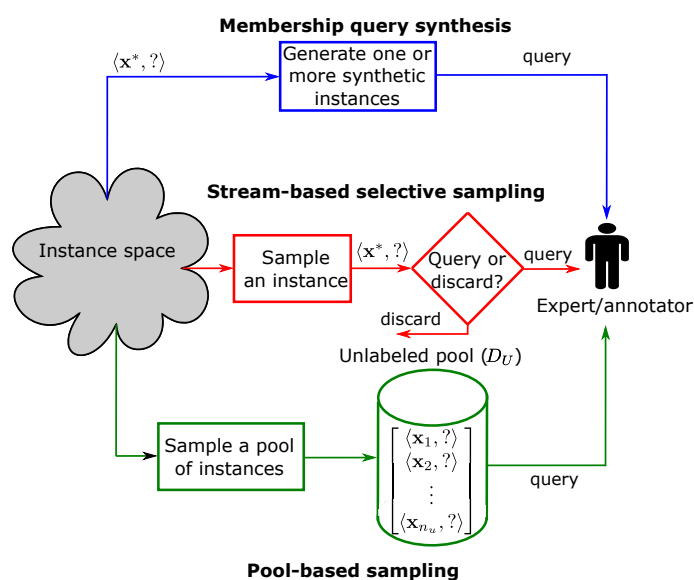 Membership query synthesis
⟨x*, ?⟩
Generate one or
more synthetic
instances
query
Stream-based selective sampling
Instance space
Sample
an instance
⟨x*, ?⟩
Query or
discard?
query
discard
Expert/annotator
Unlabeled pool (D_U)
Sample a pool
of instances
⟨x₁, ?⟩
⟨x₂, ?⟩
⋮
⟨x_{n_u}, ?⟩
query
Pool-based sampling